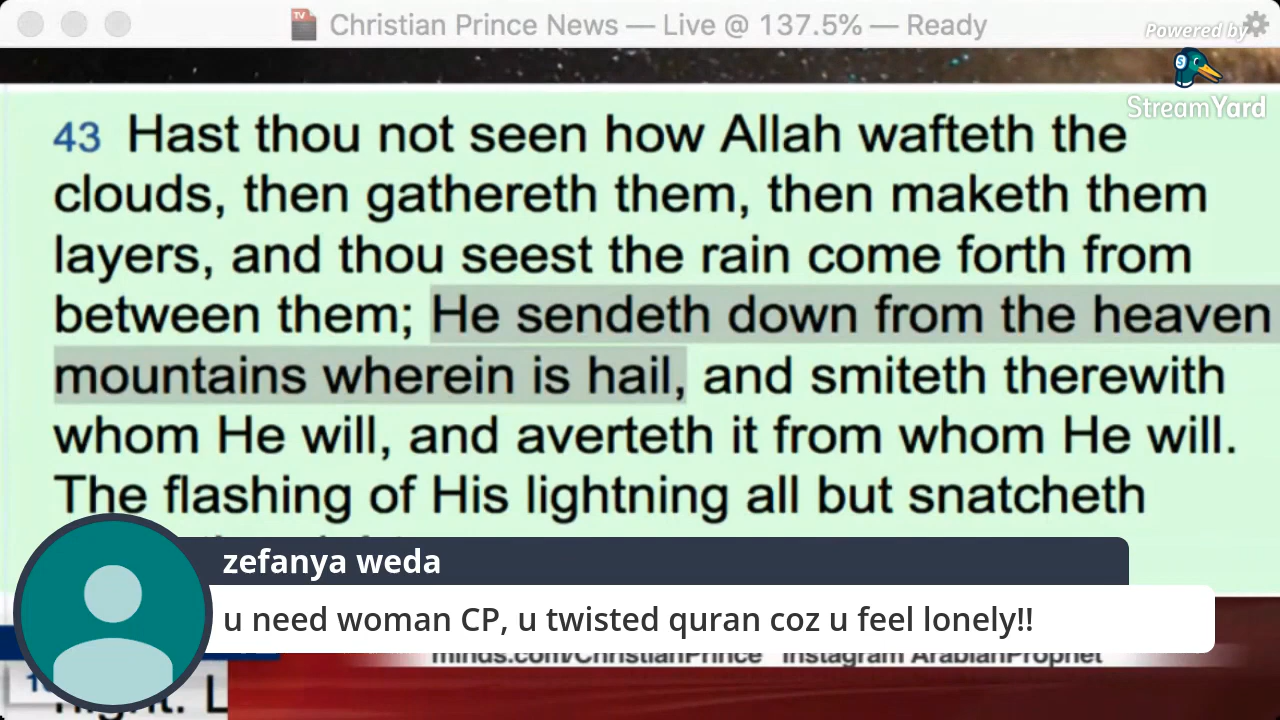 Christian Prince News — Live @ 137.5% — Ready
Powered by
StreamYard
43 Hast thou not seen how Allah wafteth the
clouds, then gathereth them, then maketh them
layers, and thou seest the rain come forth from
between them; He sendeth down from the heaven
mountains wherein is hail, and smiteth therewith
whom He will, and averteth it from whom He will.
The flashing of His lightning all but snatcheth
zefanya weda
u need woman CP, u twisted quran coz u feel lonely!!
minds.com/ChristianPrince Instagram ArabianProphet